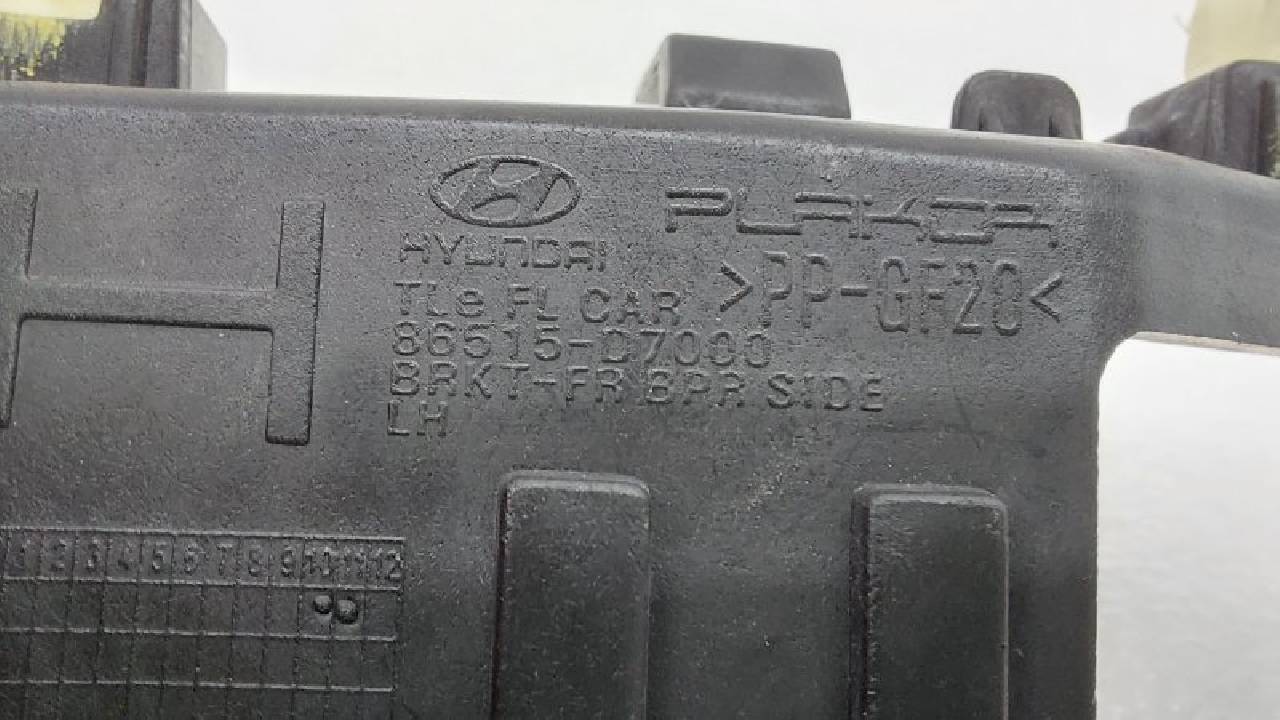 HYUNDAI
PLAKOR
TLe FL CAR
>PP-GF20<
86515-D7000
BRKT-FR BPR SIDE
LH
1 2 3 4 5 6 7 8 9 10 11 12